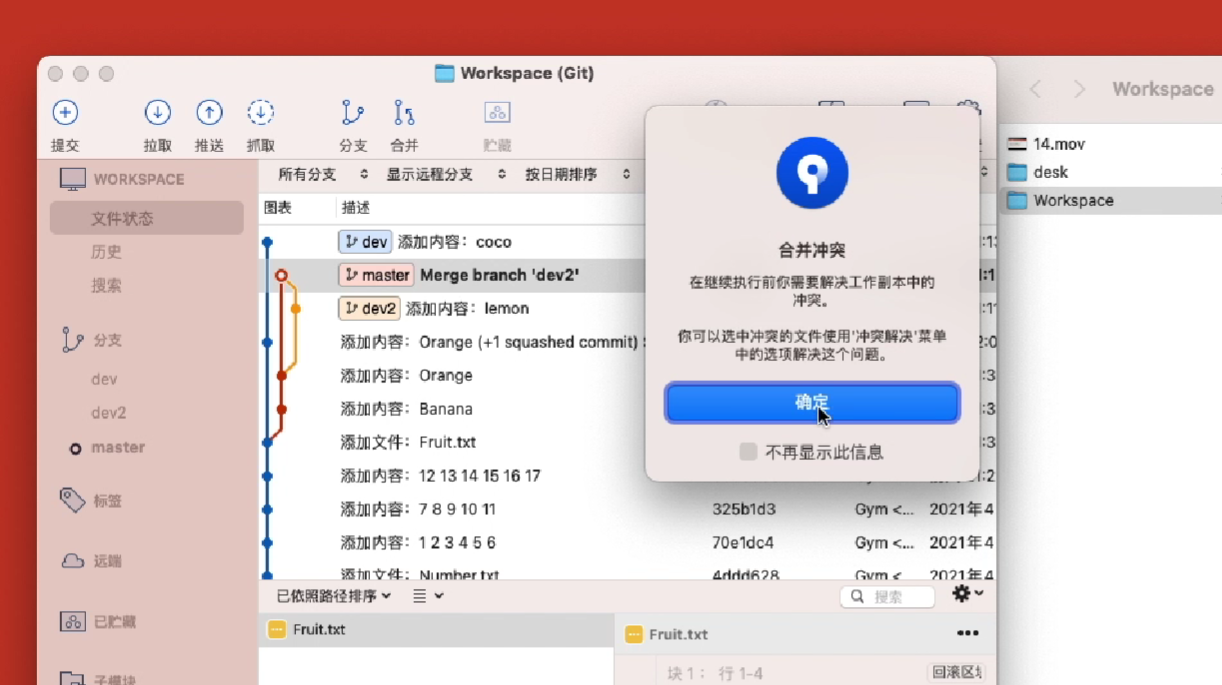 Workspace (Git)
提交 拉取 推送 抓取 分支 合并 贮藏
WORKSPACE
文件状态
历史
搜索
分支
dev
dev2
master
标签
远端
已贮藏
子模块
所有分支 显示远程分支 按日期排序
图表 描述
dev 添加内容：coco
master Merge branch 'dev2'
dev2 添加内容：lemon
添加内容：Orange (+1 squashed commit)
添加内容：Orange
添加内容：Banana
添加文件：Fruit.txt
添加内容：12 13 14 15 16 17
添加内容：7 8 9 10 11 325b1d3 Gym <... 2021年4
添加内容：1 2 3 4 5 6 70e1dc4 Gym <... 2021年4
添加文件：Number.txt 4ddd628 Gym < 2021年4
已依照路径排序 搜索
Fruit.txt
Fruit.txt
块 1： 行 1-4 回滚区块
合并冲突
在继续执行前你需要解决工作副本中的
冲突。
你可以选中冲突的文件使用'冲突解决'菜单
中的选项解决这个问题。
确定
不再显示此信息
Workspace
14.mov
desk
Workspace